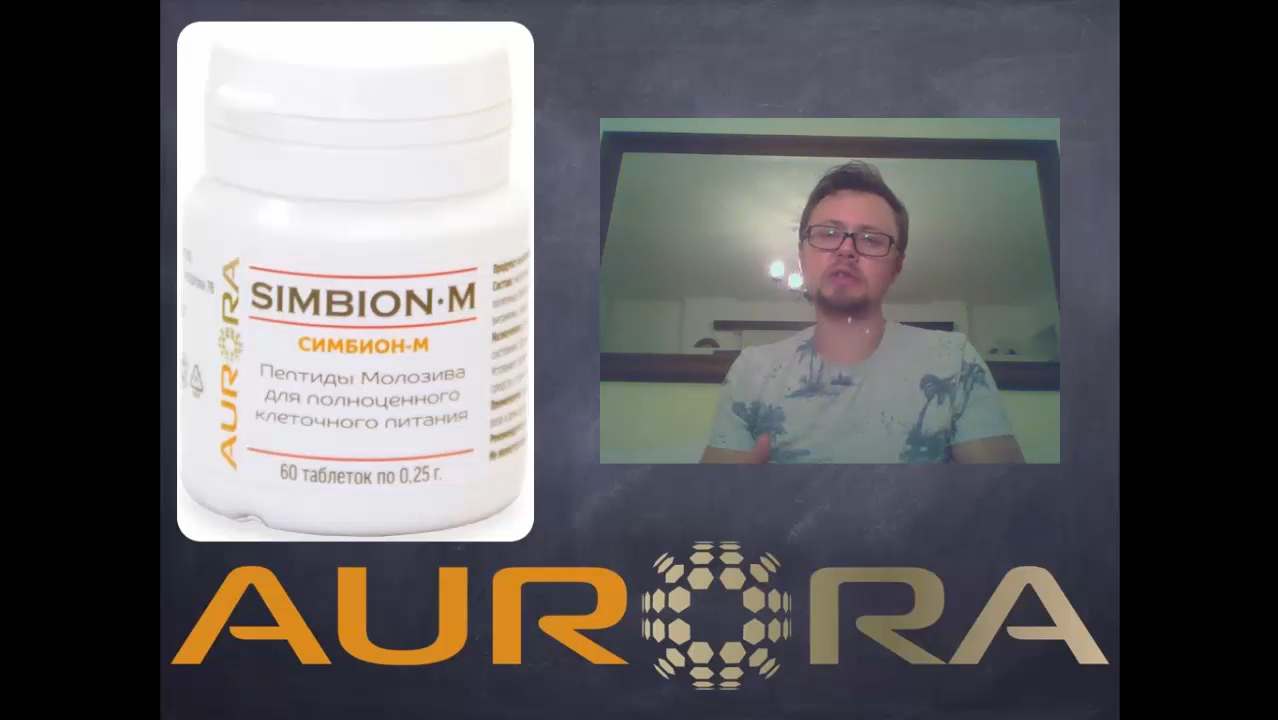 SIMBION·M
СИМБИОН-М
Пептиды Молозива
для полноценного
клеточного питания
60 таблеток по 0,25 г.
AURORA
AURORA